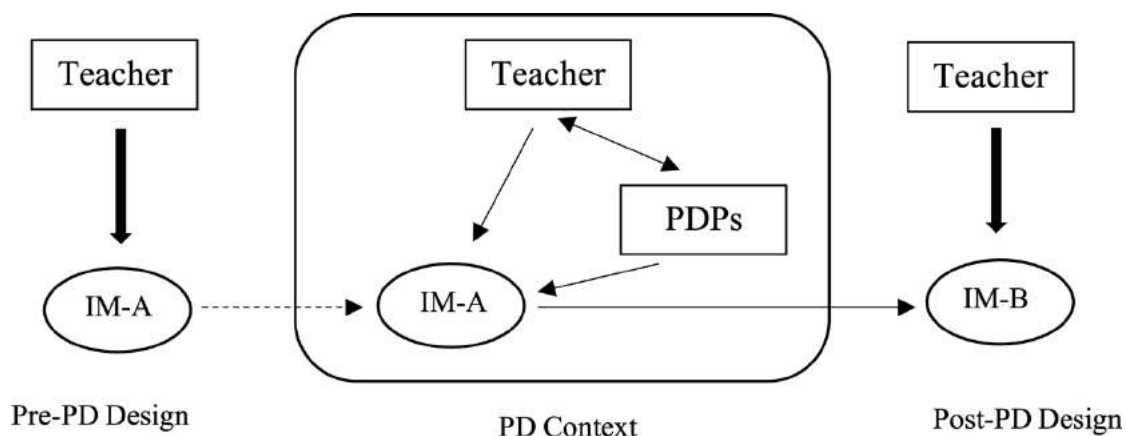 Teacher
Teacher
Teacher
PDPs
IM-A
IM-A
IM-B
Pre-PD Design
PD Context
Post-PD Design